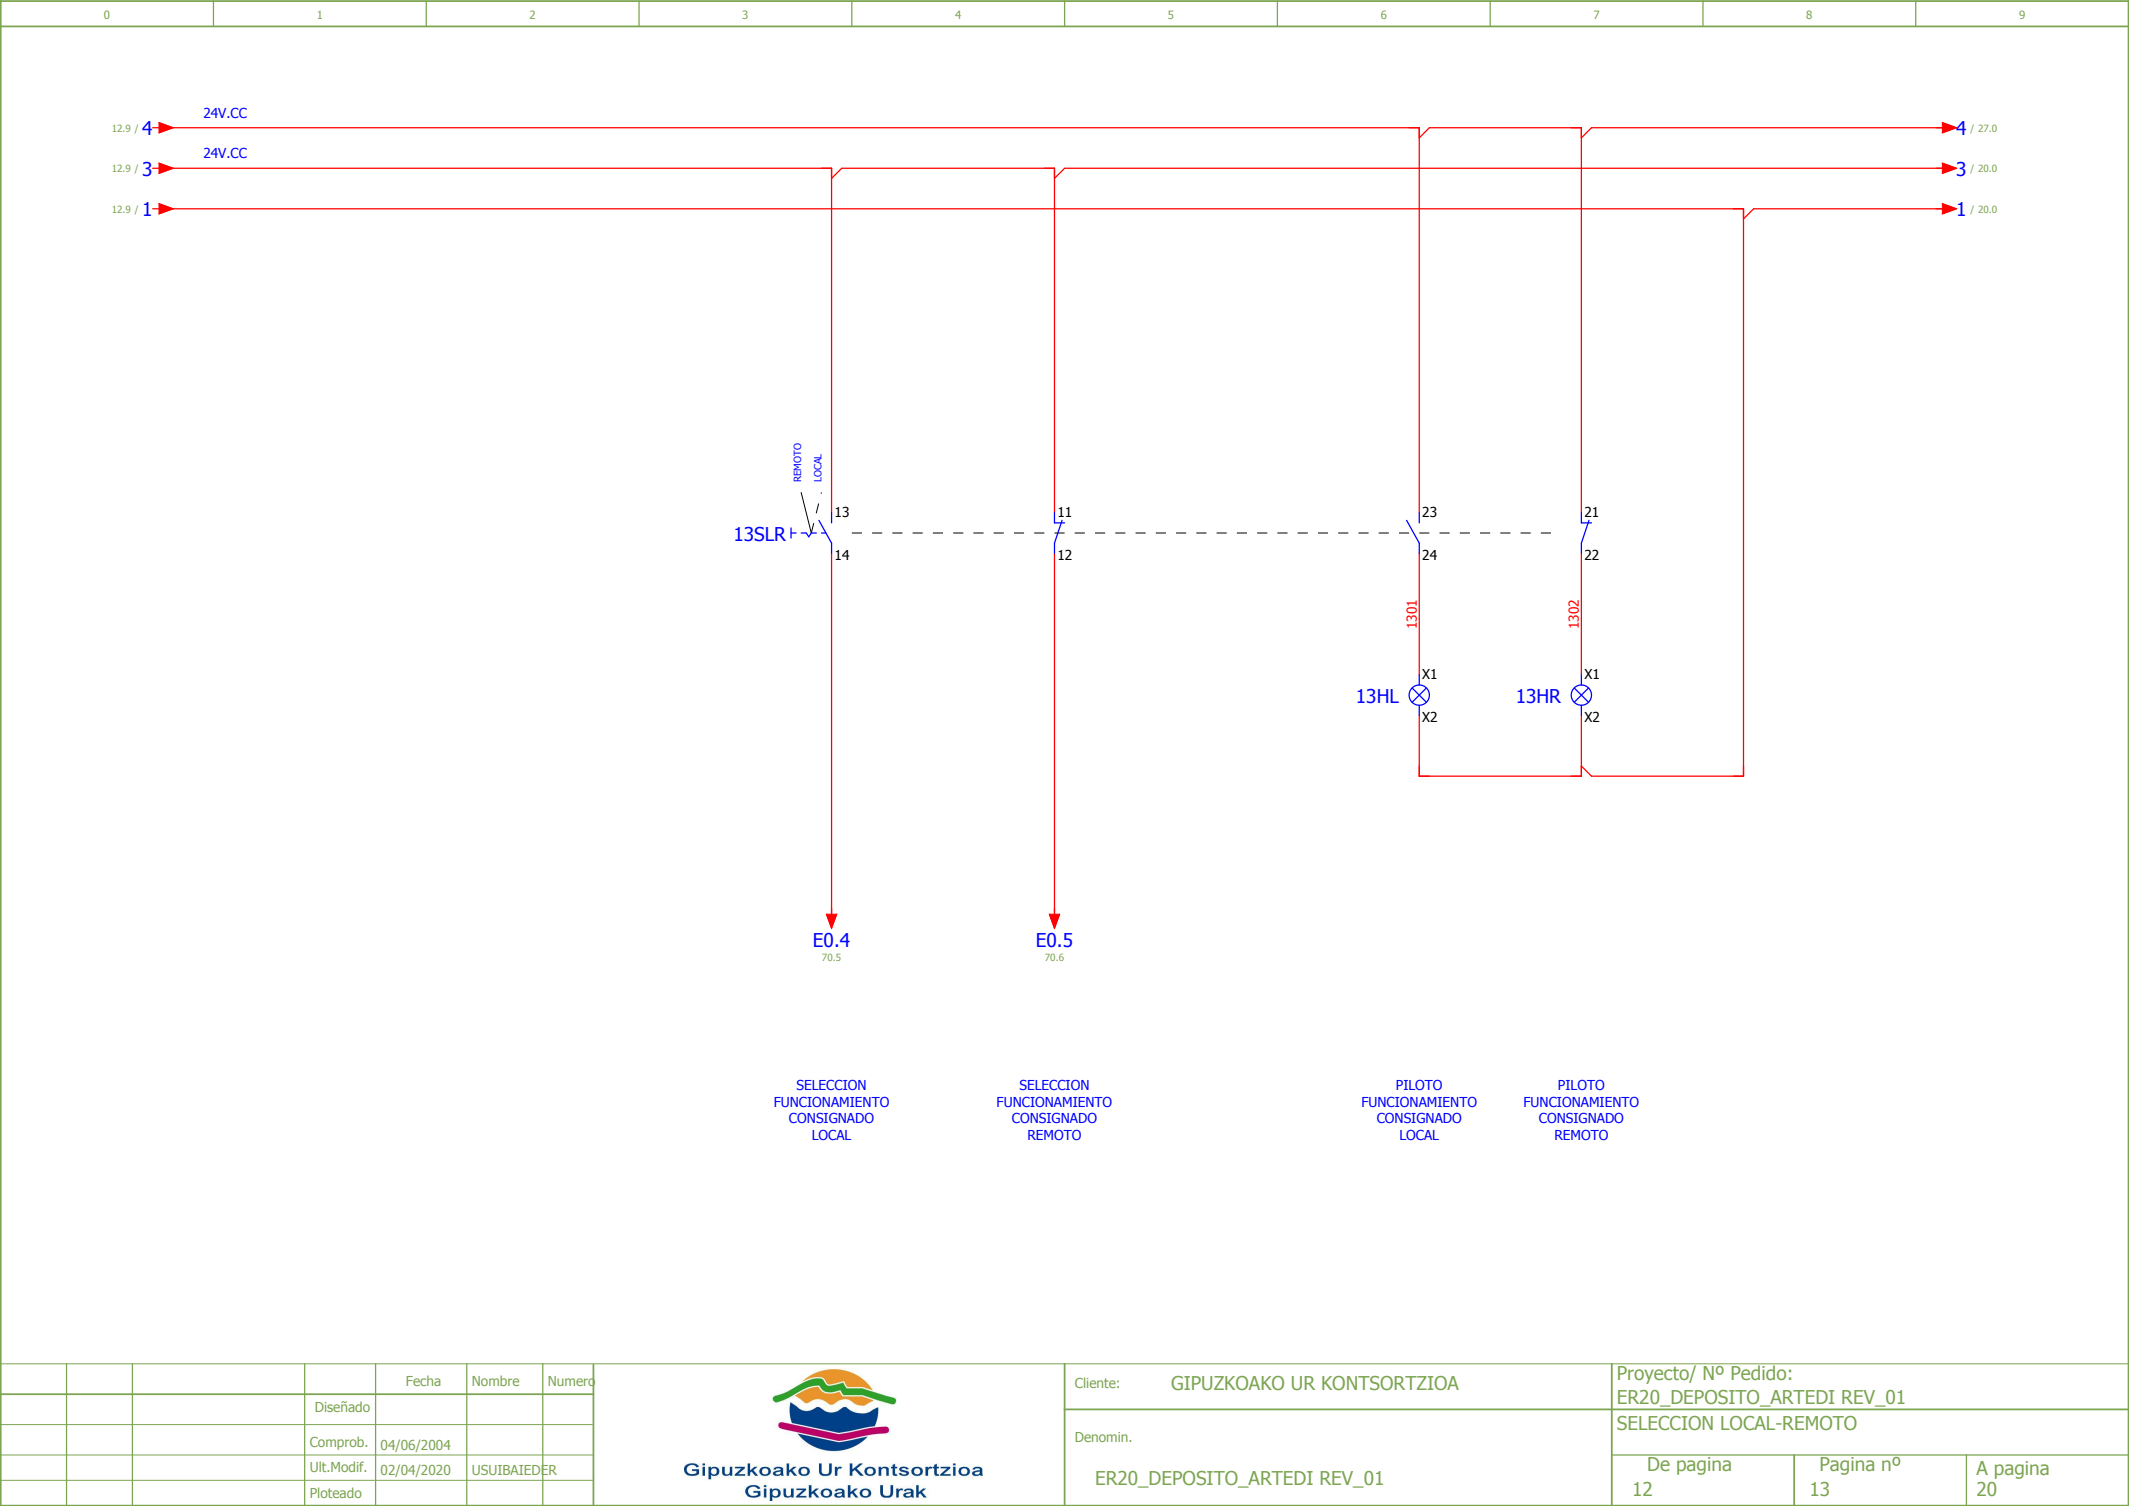 0 1 2 3 4 5 6 7 8 9
24V.CC
12.9 / 4 4 / 27.0
24V.CC
12.9 / 3 3 / 20.0
12.9 / 1 1 / 20.0
REMOTO
LOCAL
13 11 23 21
13SLR
14 12 24 22
1301 1302
X1 X1
13HL 13HR
X2 X2
E0.4 E0.5
70.5 70.6
SELECCION
FUNCIONAMIENTO
CONSIGNADO
LOCAL
SELECCION
FUNCIONAMIENTO
CONSIGNADO
REMOTO
PILOTO
FUNCIONAMIENTO
CONSIGNADO
LOCAL
PILOTO
FUNCIONAMIENTO
CONSIGNADO
REMOTO
Fecha Nombre Numero
Diseñado
Comprob. 04/06/2004
Ult.Modif. 02/04/2020 USUIBAIEDER
Ploteado
Gipuzkoako Ur Kontsortzioa
Gipuzkoako Urak
Cliente: GIPUZKOAKO UR KONTSORTZIOA
Denomin.
ER20_DEPOSITO_ARTEDI REV_01
Proyecto/ Nº Pedido:
ER20_DEPOSITO_ARTEDI REV_01
SELECCION LOCAL-REMOTO
De pagina Pagina nº A pagina
12 13 20